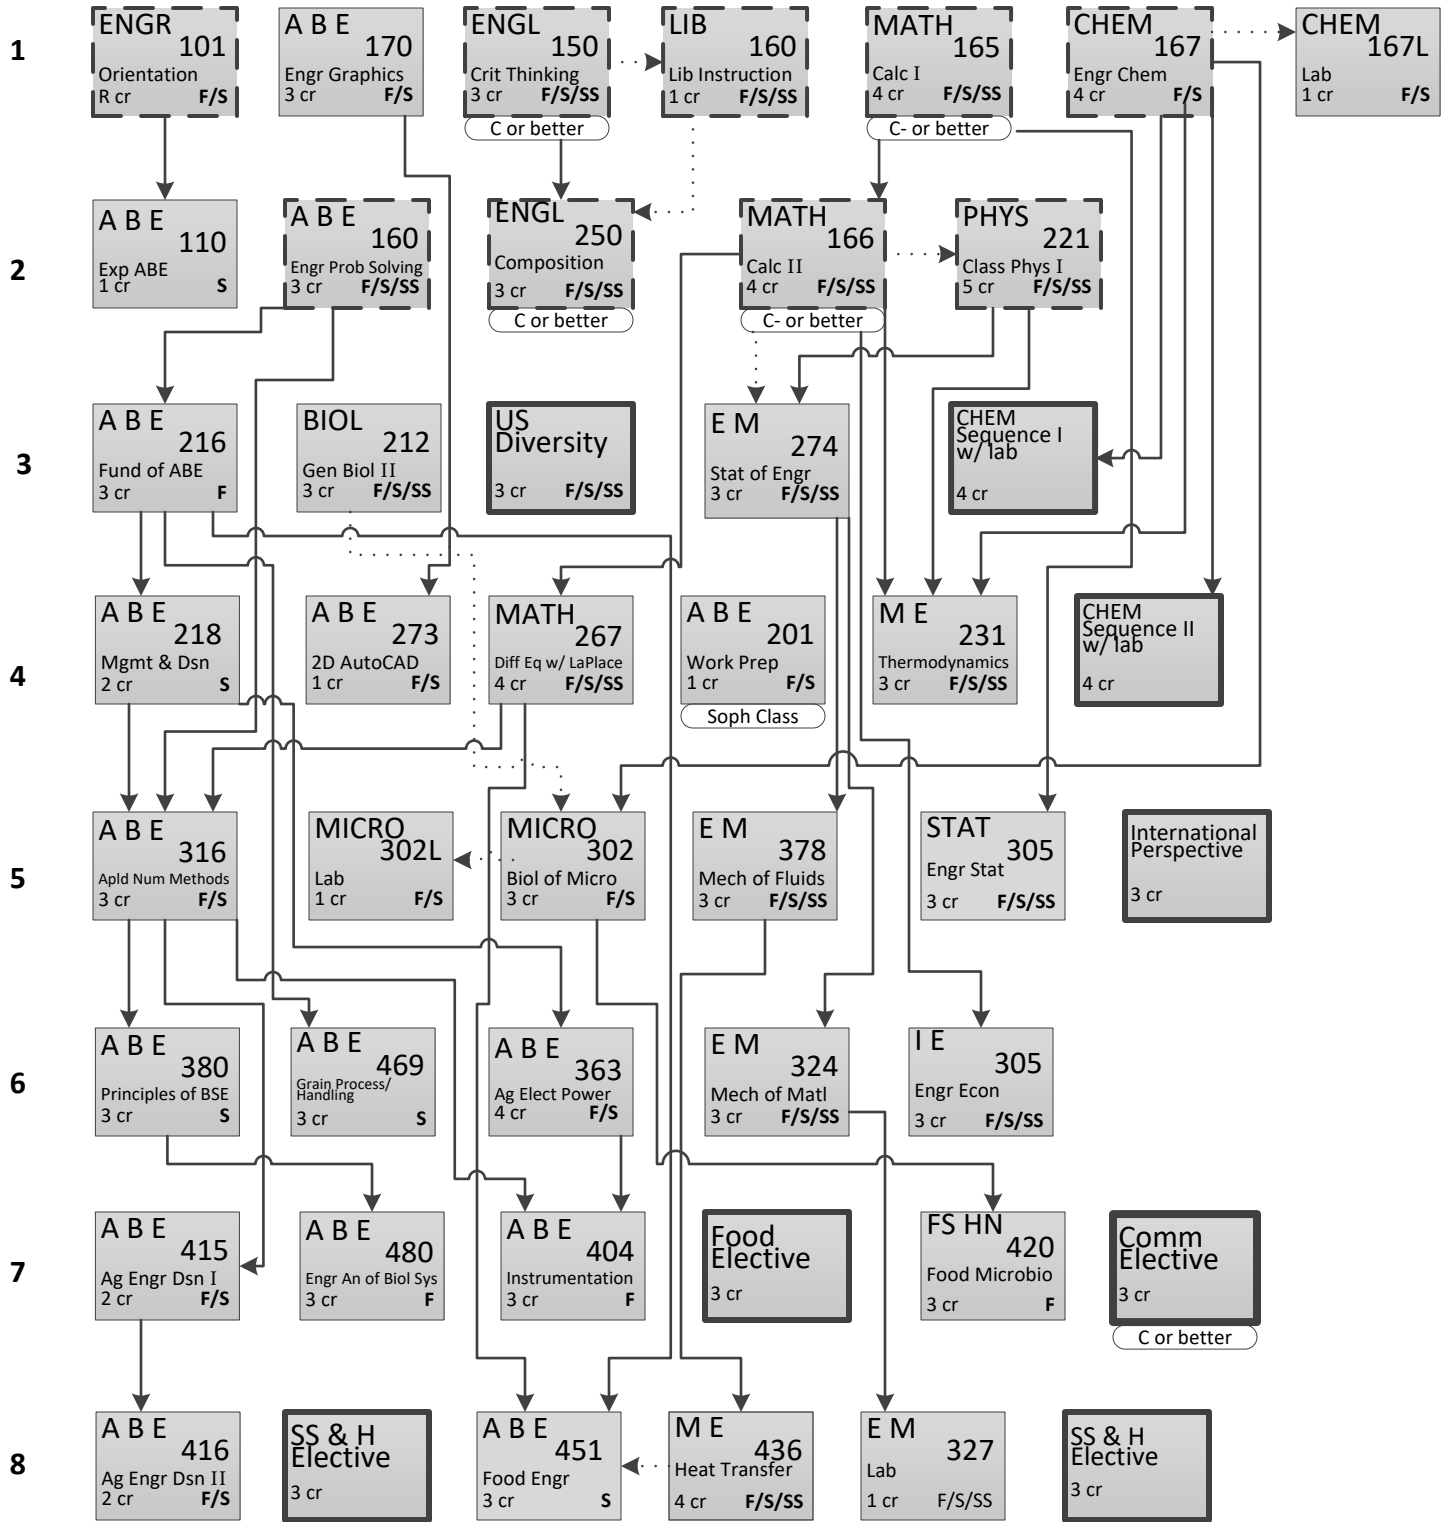 1
ENGR
101
Orientation
R cr F/S
A B E
170
Engr Graphics
3 cr F/S
ENGL
150
Crit Thinking
3 cr F/S/SS
C or better
LIB
160
Lib Instruction
1 cr F/S/SS
MATH
165
Calc I
4 cr F/S/SS
C- or better
CHEM
167
Engr Chem
4 cr F/S
CHEM
167L
Lab
1 cr F/S
2
A B E
110
Exp ABE
1 cr S
A B E
160
Engr Prob Solving
3 cr F/S/SS
ENGL
250
Composition
3 cr F/S/SS
C or better
MATH
166
Calc II
4 cr F/S/SS
C- or better
PHYS
221
Class Phys I
5 cr F/S/SS
3
A B E
216
Fund of ABE
3 cr F
BIOL
212
Gen Biol II
3 cr F/S/SS
US
Diversity
3 cr F/S/SS
E M
274
Stat of Engr
3 cr F/S/SS
CHEM
Sequence I
w/ lab
4 cr
4
A B E
218
Mgmt & Dsn
2 cr S
A B E
273
2D AutoCAD
1 cr F/S
MATH
267
Diff Eq w/ LaPlace
4 cr F/S/SS
A B E
201
Work Prep
1 cr F/S
Soph Class
M E
231
Thermodynamics
3 cr F/S/SS
CHEM
Sequence II
w/ lab
4 cr
5
A B E
316
Apld Num Methods
3 cr F/S
MICRO
302L
Lab
1 cr F/S
MICRO
302
Biol of Micro
3 cr F/S
E M
378
Mech of Fluids
3 cr F/S/SS
STAT
305
Engr Stat
3 cr F/S/SS
International
Perspective
3 cr
6
A B E
380
Principles of BSE
3 cr S
A B E
469
Grain Process/
Handling
3 cr S
A B E
363
Ag Elect Power
4 cr F/S
E M
324
Mech of Matl
3 cr F/S/SS
I E
305
Engr Econ
3 cr F/S/SS
7
A B E
415
Ag Engr Dsn I
2 cr F/S
A B E
480
Engr An of Biol Sys
3 cr F
A B E
404
Instrumentation
3 cr F
Food
Elective
3 cr
FS HN
420
Food Microbio
3 cr F
Comm
Elective
3 cr
C or better
8
A B E
416
Ag Engr Dsn II
2 cr F/S
SS & H
Elective
3 cr
A B E
451
Food Engr
3 cr S
M E
436
Heat Transfer
4 cr F/S/SS
E M
327
Lab
1 cr F/S/SS
SS & H
Elective
3 cr